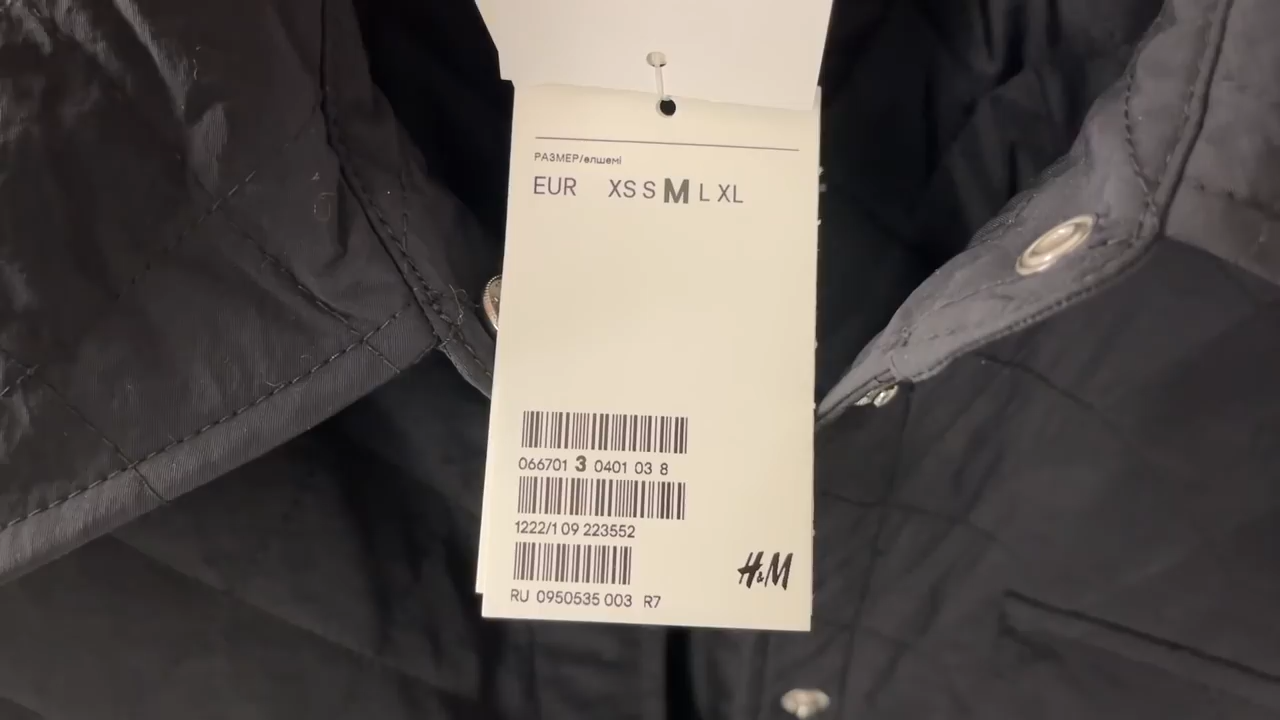 РАЗМЕР/өлшемі
EUR XS S M L XL
066701 3 0401 03 8
1222/1 09 223552
H&M
RU 0950535 003 R7